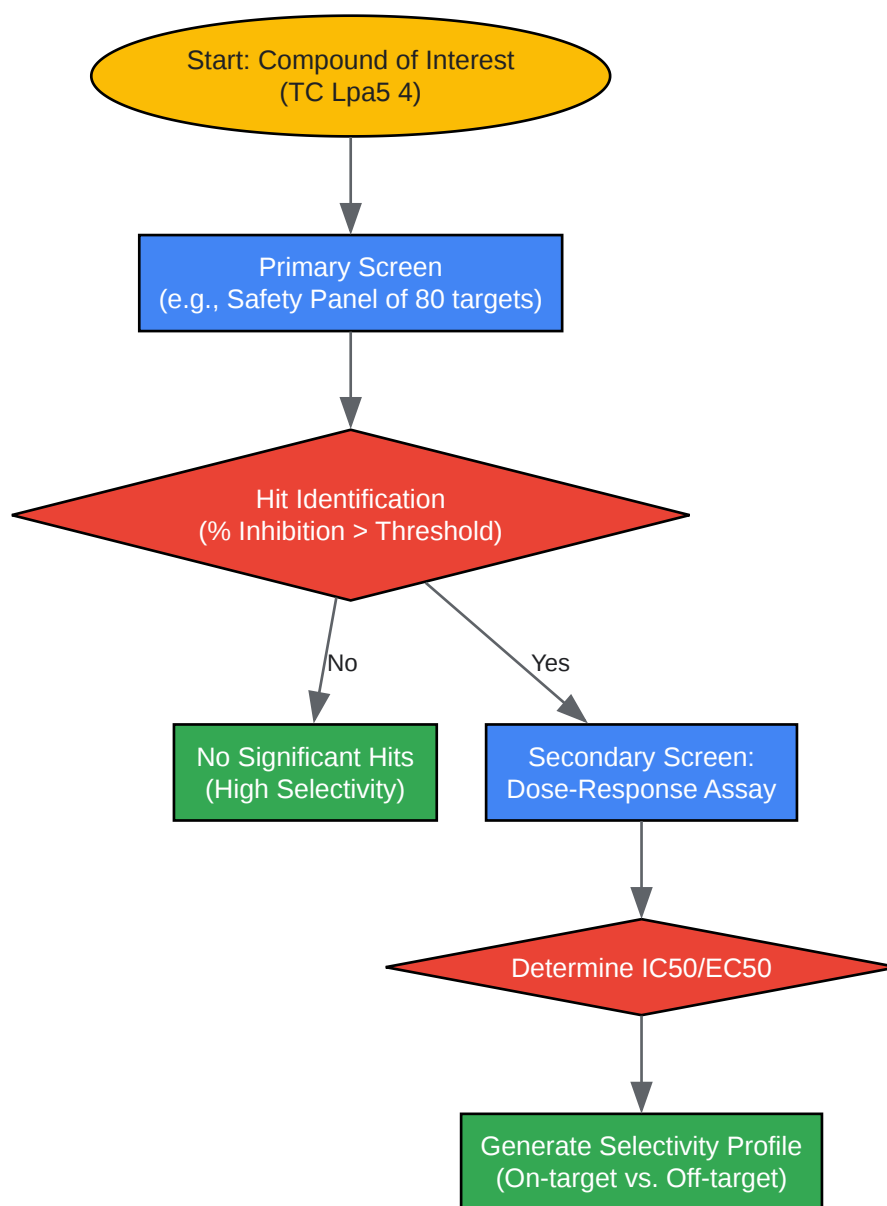 Start: Compound of Interest
(TC Lpa5 4)
Primary Screen
(e.g., Safety Panel of 80 targets)
Hit Identification
(% Inhibition > Threshold)
No
Yes
No Significant Hits
(High Selectivity)
Secondary Screen:
Dose-Response Assay
Determine IC50/EC50
Generate Selectivity Profile
(On-target vs. Off-target)